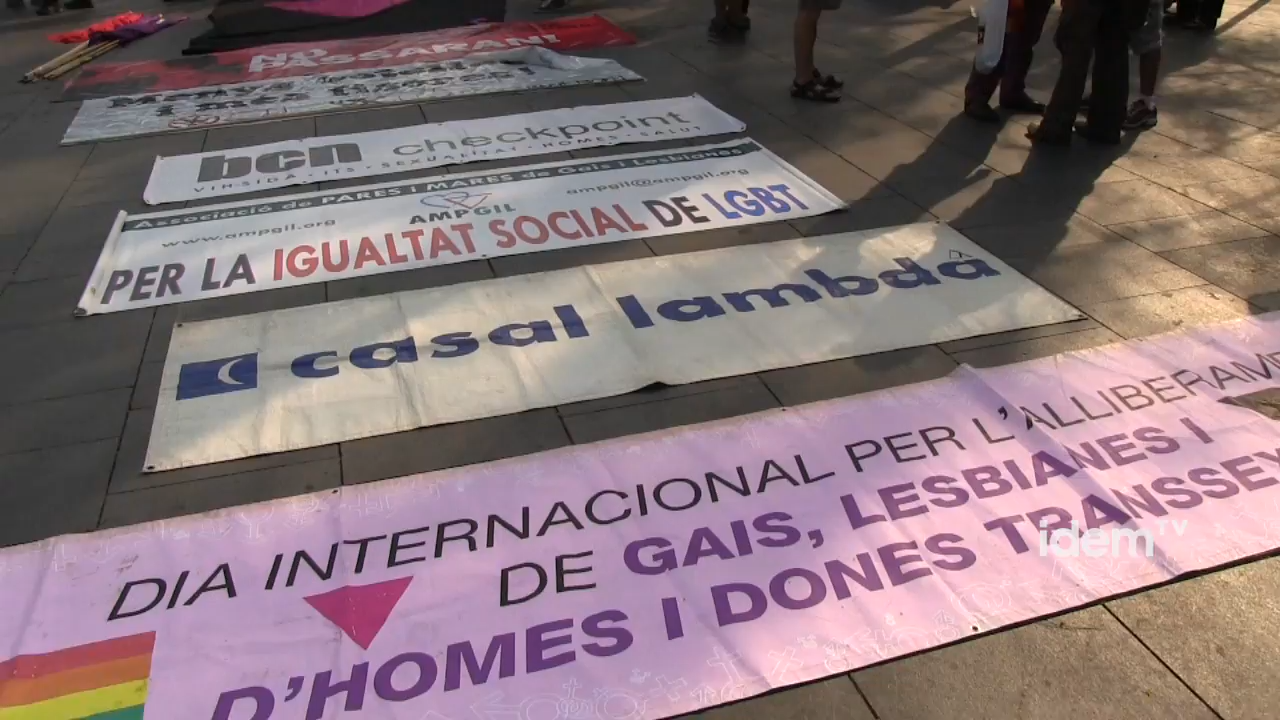 NO
PASSARAN!
bcn checkpoint
VIH-SIDA · ITS · SEXUALITAT · HOMES · SALUT
Associació de PARES i MARES de Gais i Lesbianes
www.ampgil.org
AMPGIL
ampgil@ampgil.org
PER LA IGUALTAT SOCIAL DE LGBT
casal lambda
DIA INTERNACIONAL PER L'ALLIBERAM
DE GAIS, LESBIANES I
D'HOMES I DONES TRANSSEX
idem TV